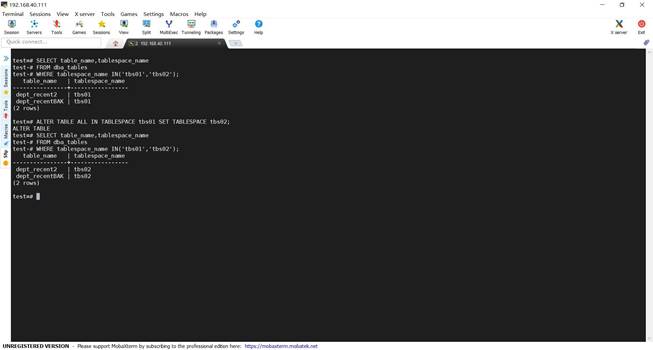 192.168.40.111
Terminal Sessions View X server Tools Games Settings Macros Help
Session Servers Tools Games Sessions View Split MultiExec Tunneling Packages Settings Help X server Exit
Quick connect...
2. 192.168.40.111
Sessions
Tools
Macros
Sftp
test=# SELECT table_name,tablespace_name
test-# FROM dba_tables
test-# WHERE tablespace_name IN('tbs01','tbs02');
table_name | tablespace_name
----------------+-----------------
dept_recent2 | tbs01
dept_recentBAK | tbs01
(2 rows)
test=# ALTER TABLE ALL IN TABLESPACE tbs01 SET TABLESPACE tbs02;
ALTER TABLE
test=# SELECT table_name,tablespace_name
test-# FROM dba_tables
test-# WHERE tablespace_name IN('tbs01','tbs02');
table_name | tablespace_name
----------------+-----------------
dept_recent2 | tbs02
dept_recentBAK | tbs02
(2 rows)
test=#
UNREGISTERED VERSION - Please support MobaXterm by subscribing to the professional edition here: https://mobaxterm.mobatek.net